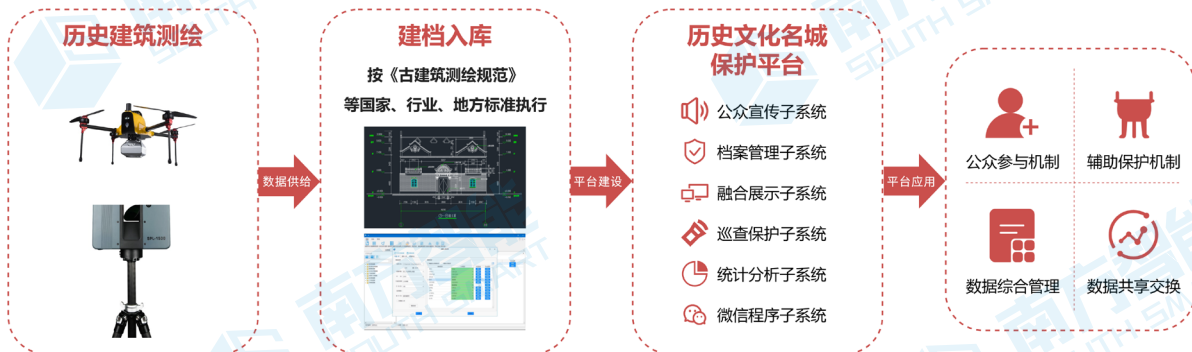 历史建筑测绘
数据供给
建档入库
按《古建筑测绘规范》
等国家、行业、地方标准执行
平台建设
历史文化名城
保护平台
公众宣传子系统
档案管理子系统
融合展示子系统
巡查保护子系统
统计分析子系统
微信程序子系统
平台应用
公众参与机制
辅助保护机制
数据综合管理
数据共享交换
南方智能
SOUTH SMART